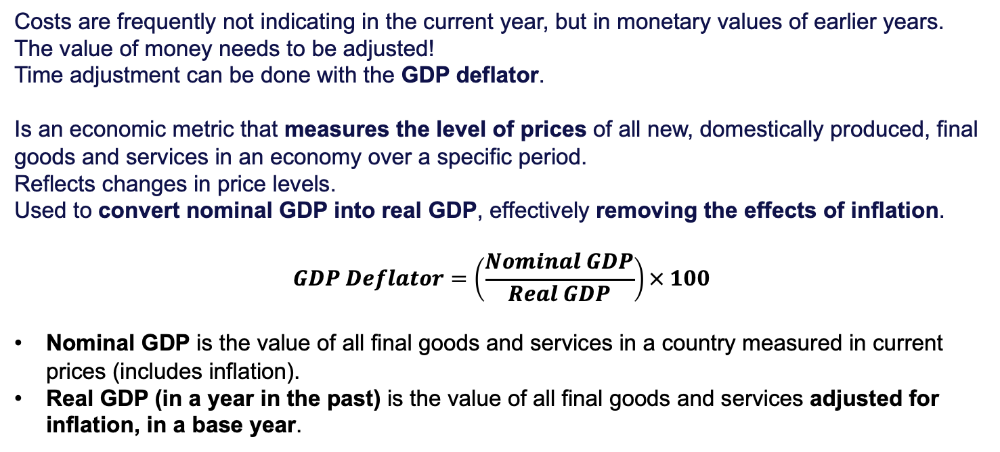 Costs are frequently not indicating in the current year, but in monetary values of earlier years.
The value of money needs to be adjusted!
Time adjustment can be done with the GDP deflator.
Is an economic metric that measures the level of prices of all new, domestically produced, final
goods and services in an economy over a specific period.
Reflects changes in price levels.
Used to convert nominal GDP into real GDP, effectively removing the effects of inflation.
GDP Deflator = (Nominal GDP / Real GDP) × 100
• Nominal GDP is the value of all final goods and services in a country measured in current
prices (includes inflation).
• Real GDP (in a year in the past) is the value of all final goods and services adjusted for
inflation, in a base year.